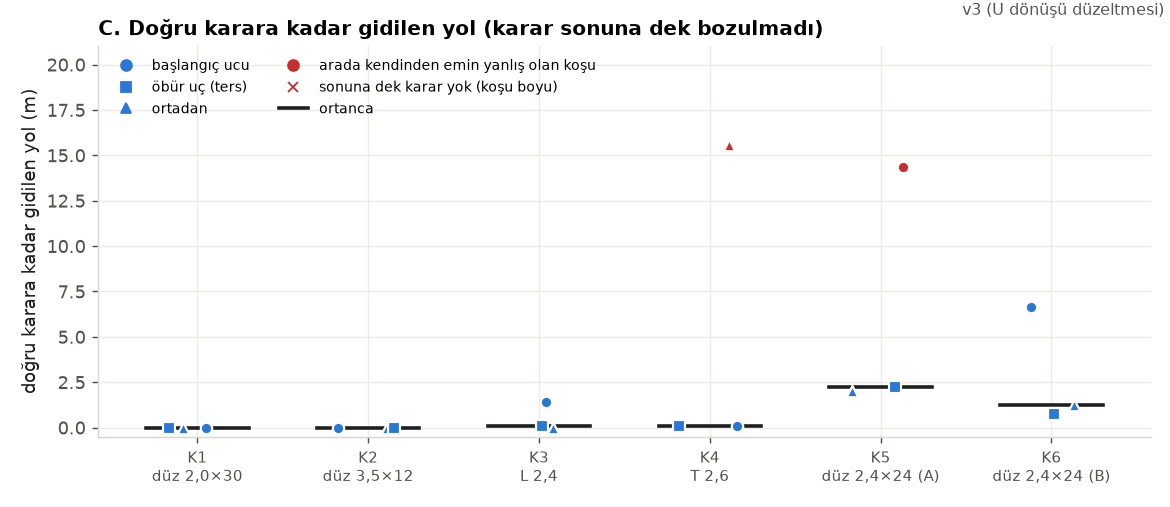 v3 (U dönüşü düzeltmesi)
C. Doğru karara kadar gidilen yol (karar sonuna dek bozulmadı)
başlangıç ucu
öbür uç (ters)
ortadan
arada kendinden emin yanlış olan koşu
sonuna dek karar yok (koşu boyu)
ortanca
doğru karara kadar gidilen yol (m)
20.0
17.5
15.0
12.5
10.0
7.5
5.0
2.5
0.0
K1
düz 2,0×30
K2
düz 3,5×12
K3
L 2,4
K4
T 2,6
K5
düz 2,4×24 (A)
K6
düz 2,4×24 (B)